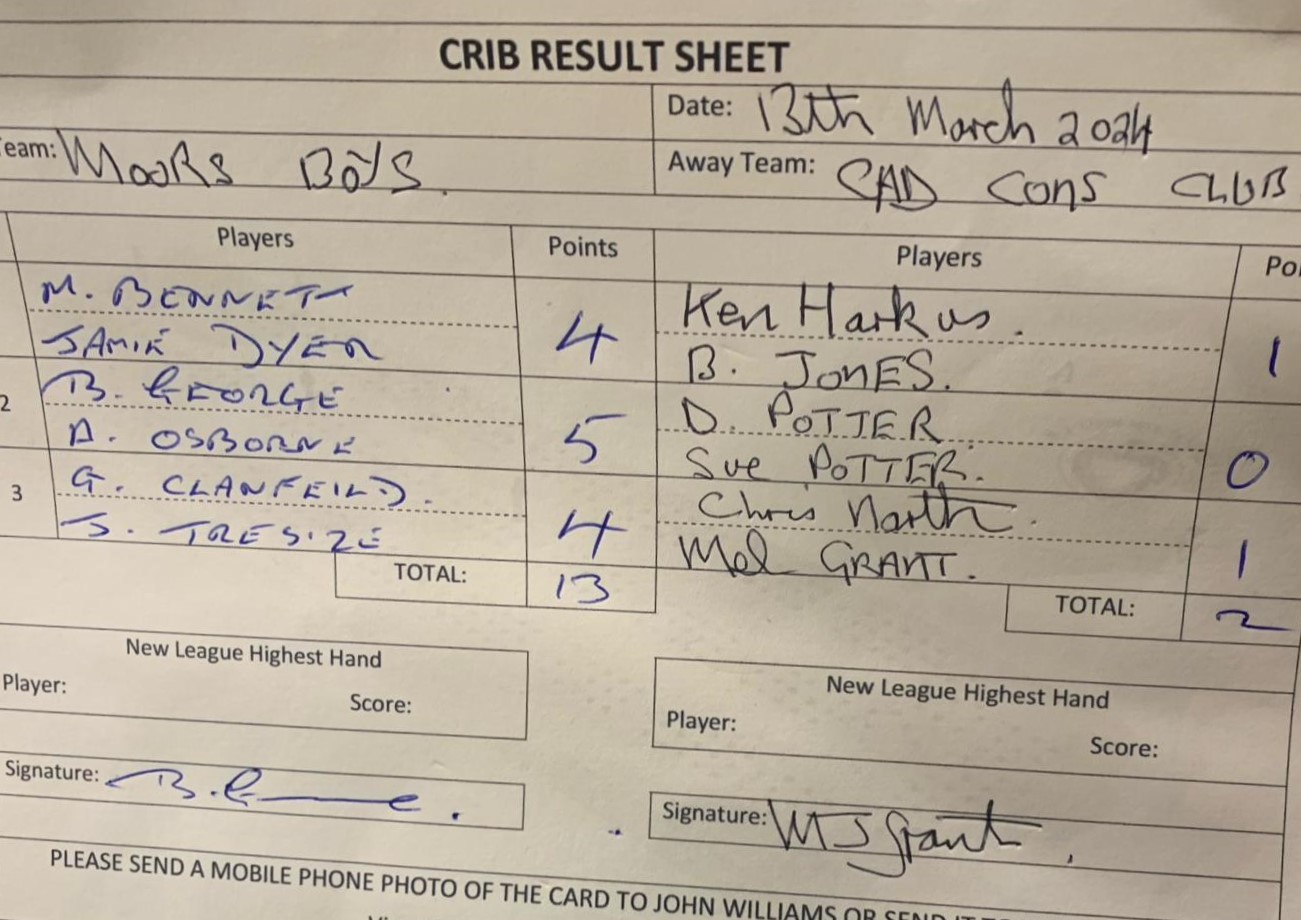 CRIB RESULT SHEET
Date: 13th March 2024
Team: MOORS BOYS.
Away Team: CAD CONS CLUB
Players Points Players
M. BENNETT
JAMIE DYER 4
Ken Harkus.
B. JONES. 1
2
B. GEORGE
A. OSBORNE 5
D. POTTER
Sue POTTER. 0
3
G. CLANFEILD.
J. TRESIZE 4
Chris North.
Mel GRANT. 1
TOTAL: 13
TOTAL: 2
New League Highest Hand
Player: Score:
New League Highest Hand
Player: Score:
Signature: B.
Signature: MJ Grant
PLEASE SEND A MOBILE PHONE PHOTO OF THE CARD TO JOHN WILLIAMS OR SEND IT